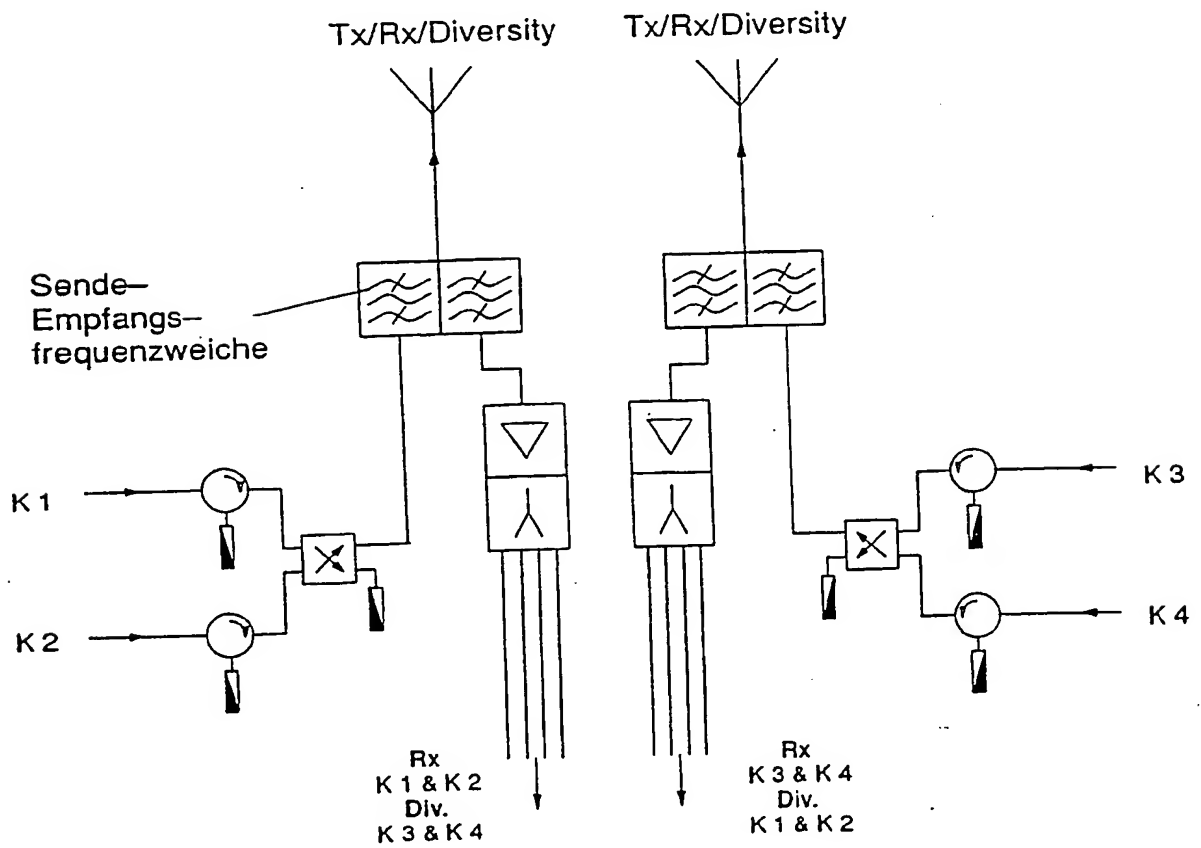 Tx/Rx/Diversity
Tx/Rx/Diversity
Sende–
Empfangs–
frequenzweiche
K 1
K 2
K 3
K 4
Rx
K 1 & K 2
Div.
K 3 & K 4
Rx
K 3 & K 4
Div.
K 1 & K 2